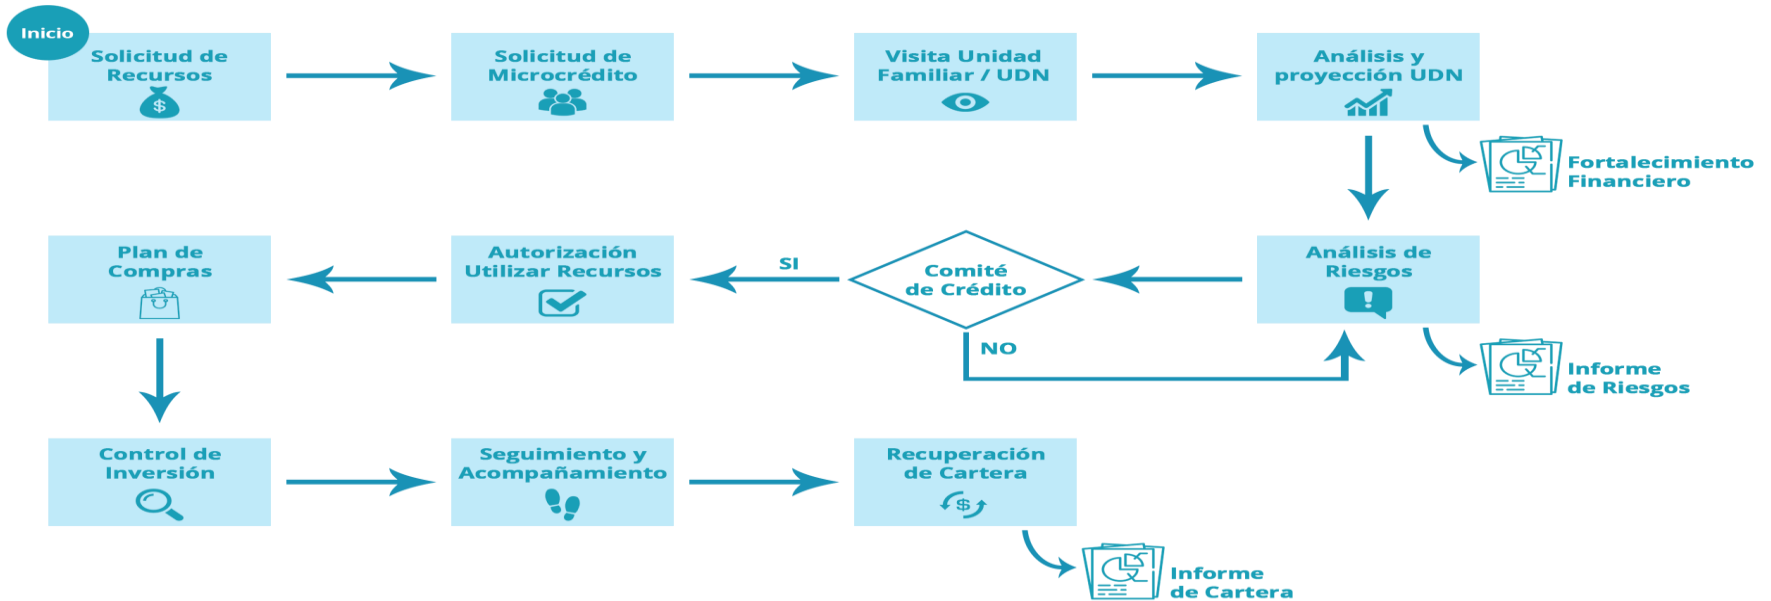 Inicio
Solicitud de
Recursos
$
Solicitud de
Microcrédito
Visita Unidad
Familiar / UDN
Análisis y
proyección UDN
Fortalecimiento
Financiero
Análisis de
Riesgos
!
Informe
de Riesgos
Comité
de Crédito
SI
NO
Autorización
Utilizar Recursos
Plan de
Compras
Control de
Inversión
Seguimiento y
Acompañamiento
Recuperación
de Cartera
$
Informe
de Cartera